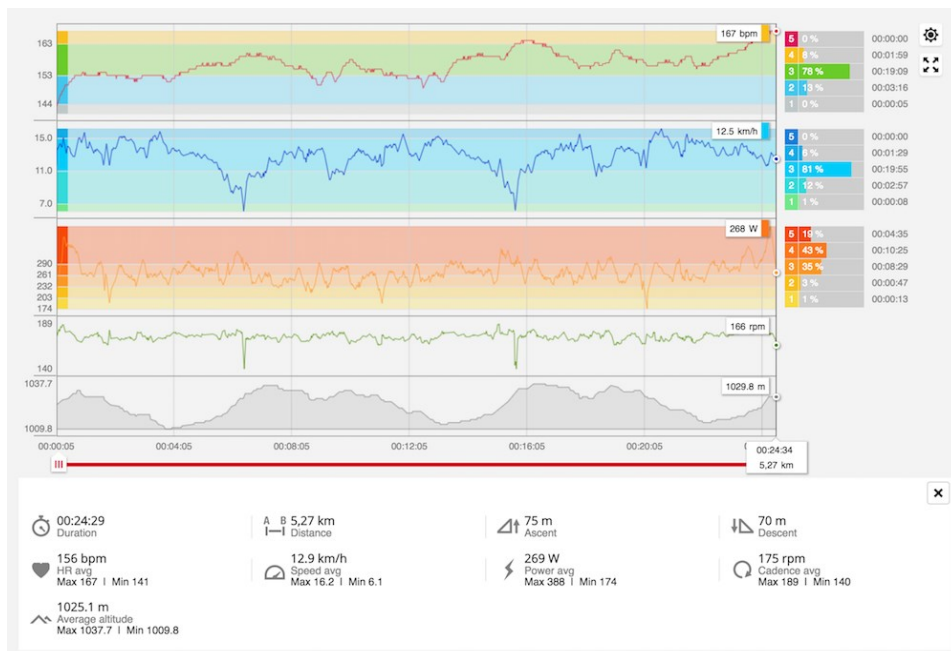 163
153
144
167 bpm
5 0 % 00:00:00
4 8 % 00:01:59
3 78 % 00:19:09
2 13 % 00:03:16
1 0 % 00:00:05
15.0
11.0
7.0
12.5 km/h
5 0 % 00:00:00
4 6 % 00:01:29
3 81 % 00:19:55
2 12 % 00:02:57
1 1 % 00:00:08
290
261
232
203
174
268 W
5 19 % 00:04:35
4 43 % 00:10:25
3 35 % 00:08:29
2 3 % 00:00:47
1 1 % 00:00:13
189
140
166 rpm
1037.7
1009.8
1029.8 m
00:00:05 00:04:05 00:08:05 00:12:05 00:16:05 00:20:05
00:24:34
5,27 km
00:24:29
Duration
A B 5,27 km
Distance
75 m
Ascent
70 m
Descent
156 bpm
HR avg
Max 167 | Min 141
12.9 km/h
Speed avg
Max 16.2 | Min 6.1
269 W
Power avg
Max 388 | Min 174
175 rpm
Cadence avg
Max 189 | Min 140
1025.1 m
Average altitude
Max 1037.7 | Min 1009.8